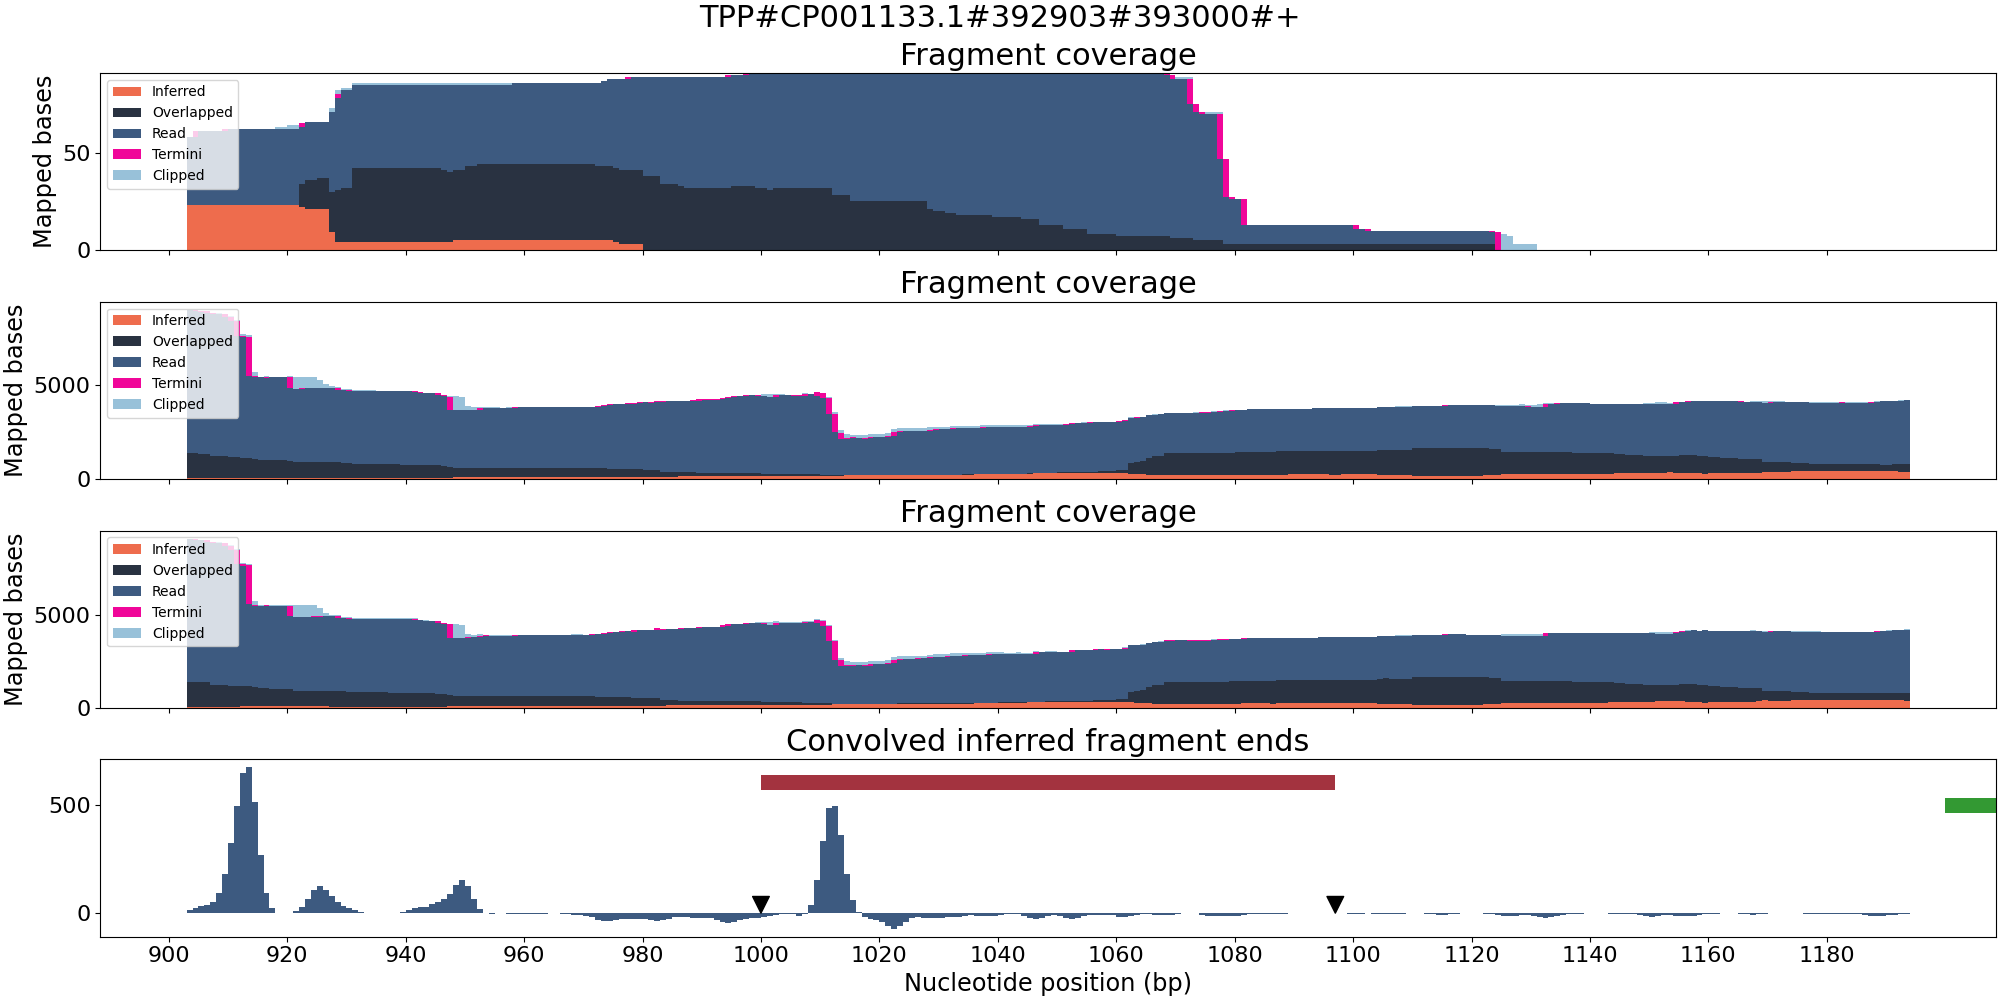 TPP#CP001133.1#392903#393000#+
Fragment coverage
Mapped bases
50
0
Inferred
Overlapped
Read
Termini
Clipped
Fragment coverage
Mapped bases
5000
0
Inferred
Overlapped
Read
Termini
Clipped
Fragment coverage
Mapped bases
5000
0
Inferred
Overlapped
Read
Termini
Clipped
Convolved inferred fragment ends
500
0
900 920 940 960 980 1000 1020 1040 1060 1080 1100 1120 1140 1160 1180
Nucleotide position (bp)